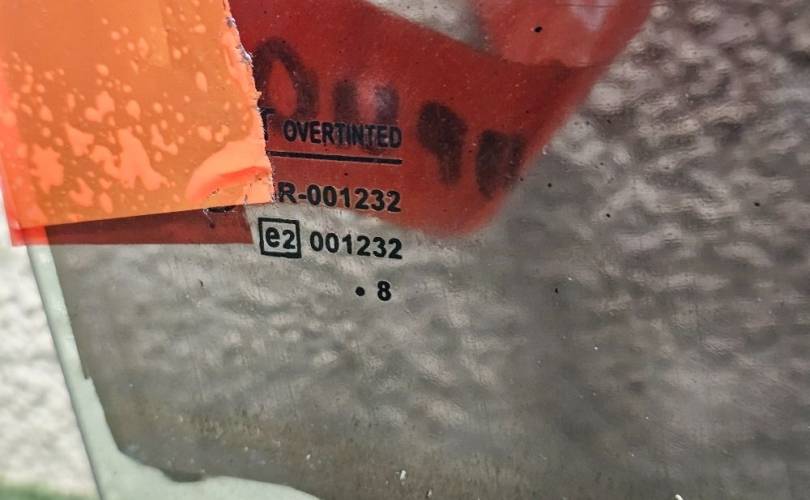 OVERTINTED
R-001232
e2 001232
• 8